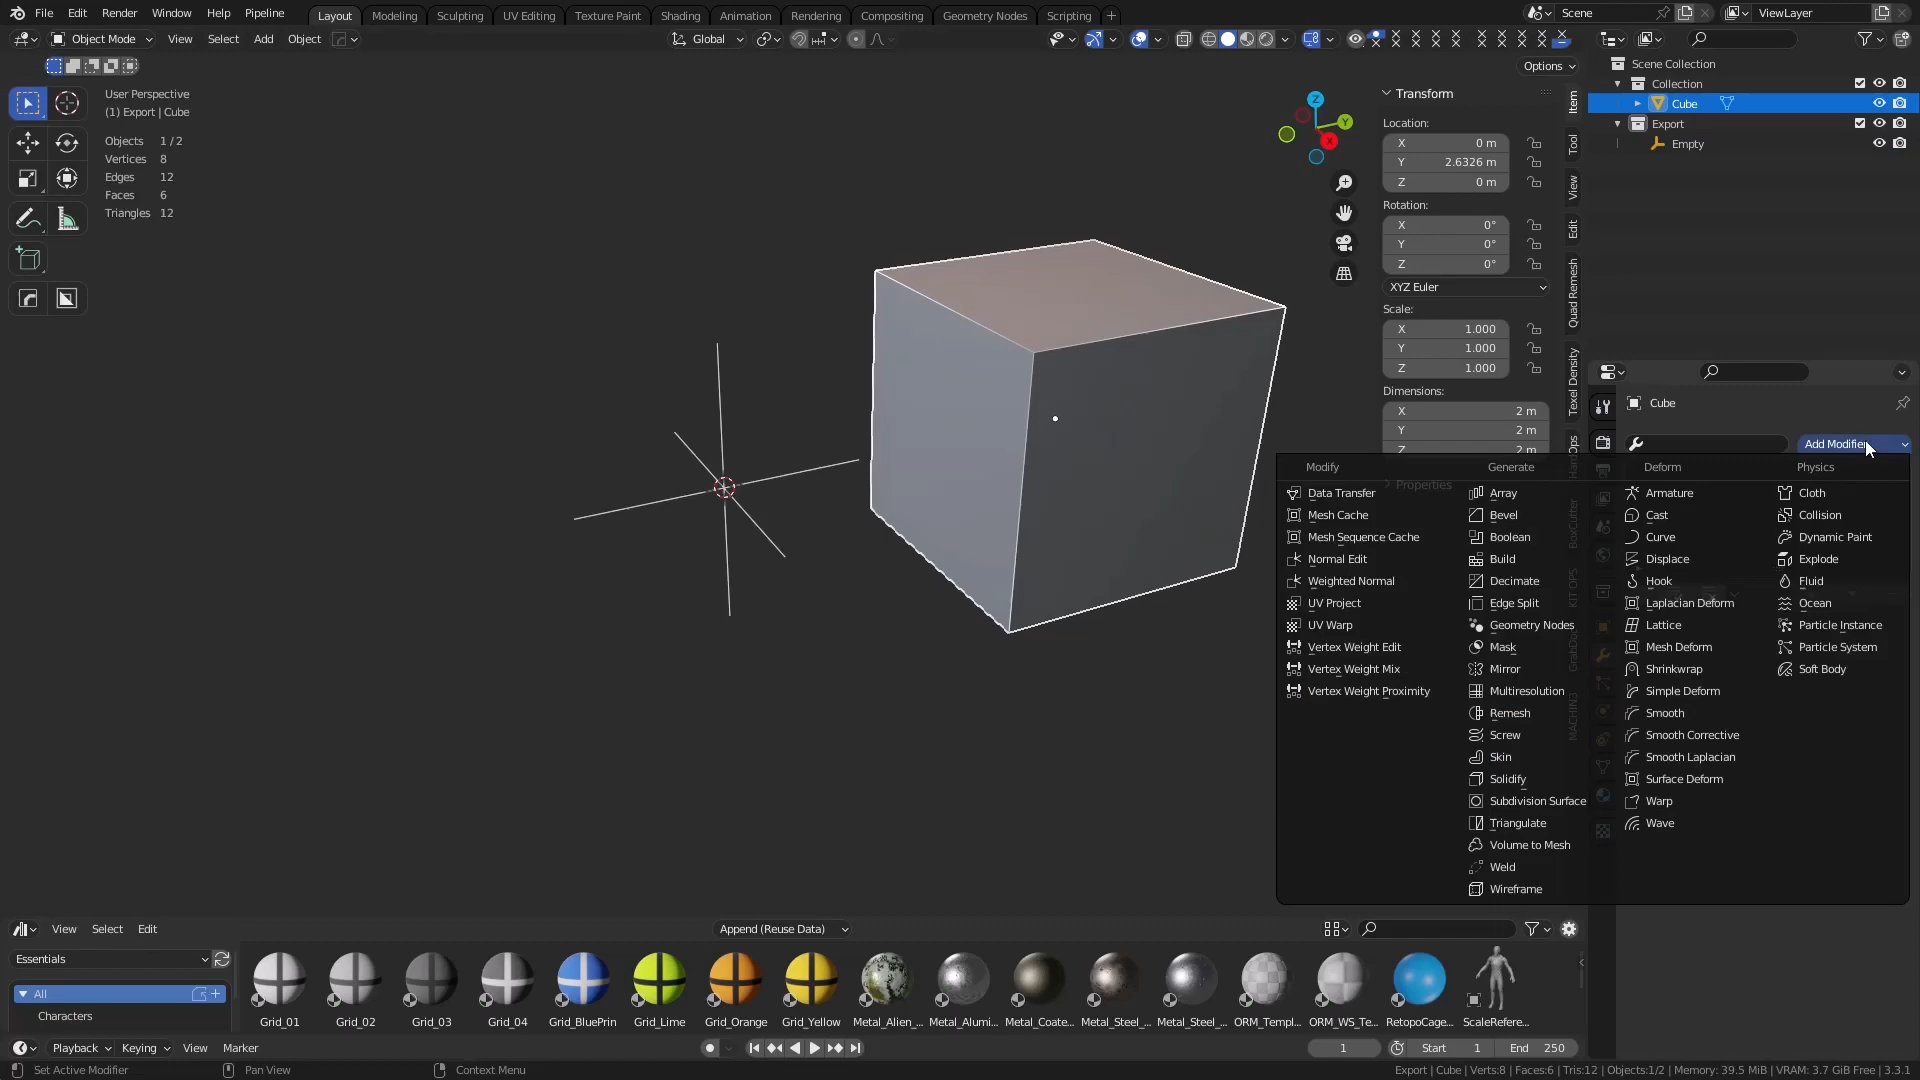 File Edit Render Window Help Pipeline
Layout Modeling Sculpting UV Editing Texture Paint Shading Animation Rendering Compositing Geometry Nodes Scripting +
Scene
ViewLayer
Object Mode View Select Add Object
Global
Options
User Perspective
(1) Export | Cube
Objects 1 / 2
Vertices 8
Edges 12
Faces 6
Triangles 12
Z
Y
X
Transform
Location:
X 0 m
Y 2.6326 m
Z 0 m
Rotation:
X 0°
Y 0°
Z 0°
XYZ Euler
Scale:
X 1.000
Y 1.000
Z 1.000
Dimensions:
X 2 m
Y 2 m
Z 2 m
Properties
Item
Tool
View
Edit
Quad Remesh
Texel Density
BoxCutter
KIT OPS
MACHIN3
Scene Collection
Collection
Cube
Export
Empty
Cube
Add Modifier
Modify
Data Transfer
Mesh Cache
Mesh Sequence Cache
Normal Edit
Weighted Normal
UV Project
UV Warp
Vertex Weight Edit
Vertex Weight Mix
Vertex Weight Proximity
Generate
Array
Bevel
Boolean
Build
Decimate
Edge Split
Geometry Nodes
Mask
Mirror
Multiresolution
Remesh
Screw
Skin
Solidify
Subdivision Surface
Triangulate
Volume to Mesh
Weld
Wireframe
Deform
Armature
Cast
Curve
Displace
Hook
Laplacian Deform
Lattice
Mesh Deform
Shrinkwrap
Simple Deform
Smooth
Smooth Corrective
Smooth Laplacian
Surface Deform
Warp
Wave
Physics
Cloth
Collision
Dynamic Paint
Explode
Fluid
Ocean
Particle Instance
Particle System
Soft Body
View Select Edit
Append (Reuse Data)
Essentials
All
Characters
Grid_01 Grid_02 Grid_03 Grid_04 Grid_BluePrin Grid_Lime Grid_Orange Grid_Yellow Metal_Alien_... Metal_Alumi... Metal_Coate... Metal_Steel_... Metal_Steel_... ORM_Templ... ORM_WS_Te... RetopoCage... ScaleRefere...
Playback Keying View Marker
1
Start 1 End 250
Set Active Modifier
Pan View
Context Menu
Export | Cube | Verts:8 | Faces:6 | Tris:12 | Objects:1/2 | Memory: 39.5 MiB | VRAM: 3.7 GiB Free | 3.3.1